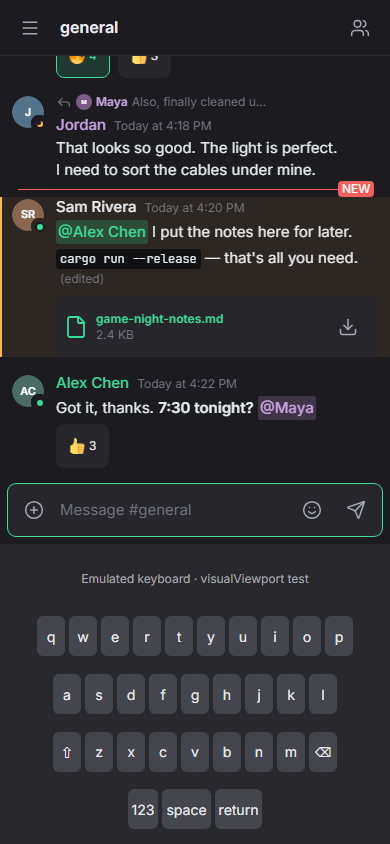 general
🔥 4 👍 3
J
M Maya Also, finally cleaned u...
Jordan Today at 4:18 PM
That looks so good. The light is perfect.
I need to sort the cables under mine.
NEW
SR
Sam Rivera Today at 4:20 PM
@Alex Chen I put the notes here for later.
cargo run --release — that's all you need.
(edited)
game-night-notes.md
2.4 KB
AC
Alex Chen Today at 4:22 PM
Got it, thanks. 7:30 tonight? @Maya
👍 3
Message #general
Emulated keyboard · visualViewport test
q w e r t y u i o p
a s d f g h j k l
⇧ z x c v b n m ⌫
123 space return